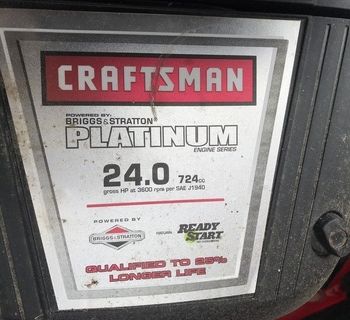 CRAFTSMAN
POWERED BY:
BRIGGS&STRATTON®
PLATINUM
ENGINE SERIES
24.0 724cc
gross HP at 3600 rpm per SAE J1940
POWERED BY
BRIGGS&STRATTON
READY
START
QUALIFIED TO 25%
LONGER LIFE